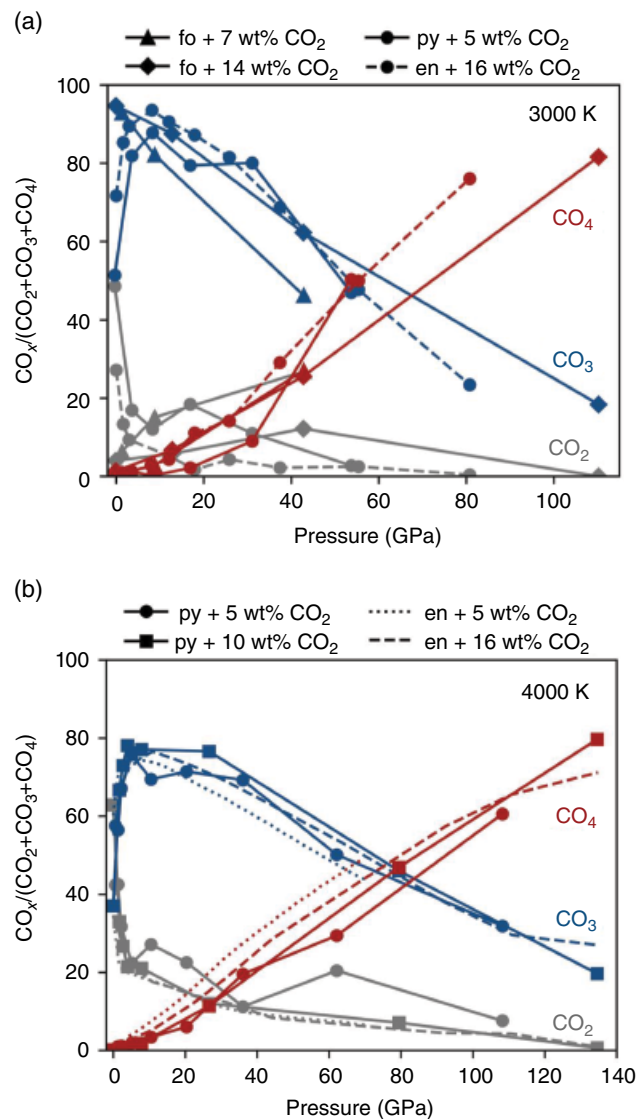 (a)
fo + 7 wt% CO₂ py + 5 wt% CO₂
fo + 14 wt% CO₂ en + 16 wt% CO₂
100
3000 K
80
CO₄
60
40
CO₃
20
CO₂
0
0 20 40 60 80 100
Pressure (GPa)
COₓ/(CO₂+CO₃+CO₄)
(b)
py + 5 wt% CO₂ en + 5 wt% CO₂
py + 10 wt% CO₂ en + 16 wt% CO₂
100
4000 K
80
CO₄
60
40
CO₃
20
CO₂
0
0 20 40 60 80 100 120 140
Pressure (GPa)
COₓ/(CO₂+CO₃+CO₄)